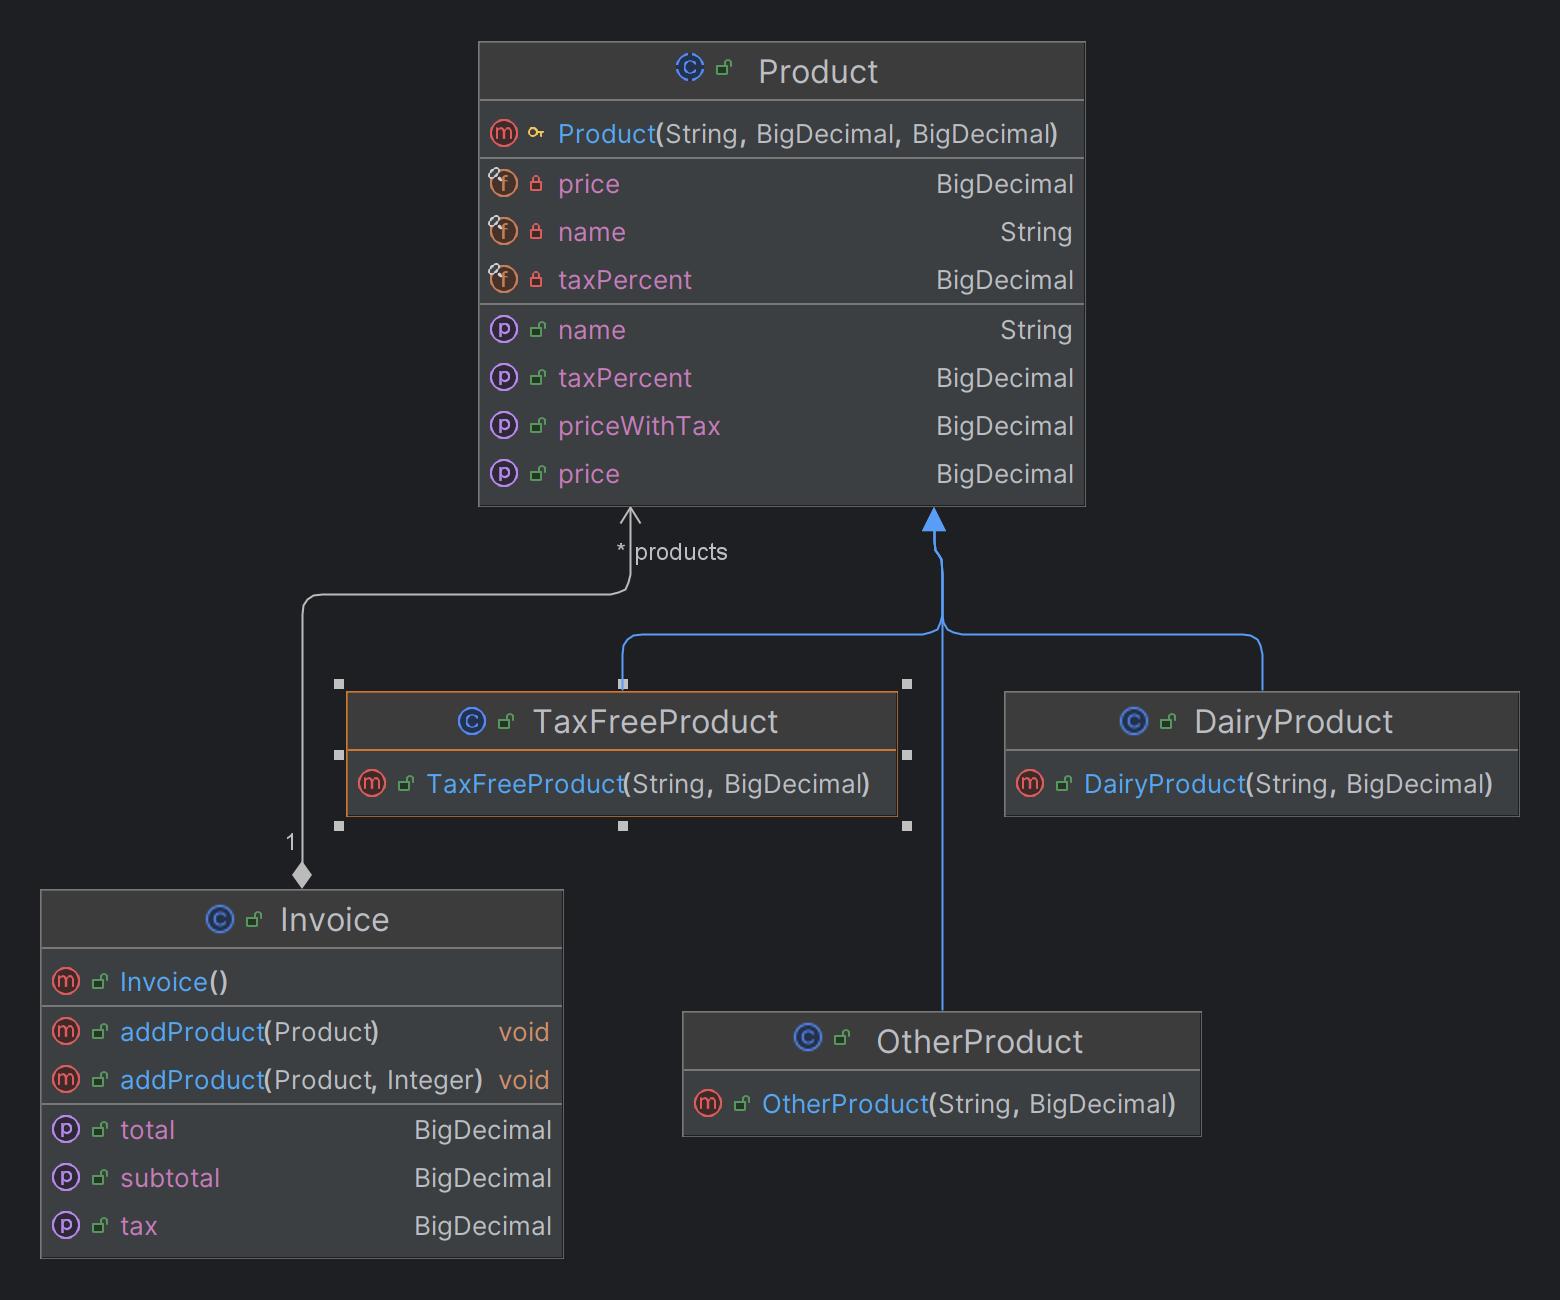 Product
Product(String, BigDecimal, BigDecimal)
price BigDecimal
name String
taxPercent BigDecimal
name String
taxPercent BigDecimal
priceWithTax BigDecimal
price BigDecimal
* products
TaxFreeProduct
TaxFreeProduct(String, BigDecimal)
DairyProduct
DairyProduct(String, BigDecimal)
1
Invoice
Invoice()
addProduct(Product) void
addProduct(Product, Integer) void
total BigDecimal
subtotal BigDecimal
tax BigDecimal
OtherProduct
OtherProduct(String, BigDecimal)